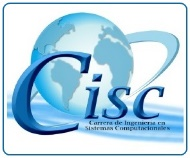 Cisc
Carrera de Ingeniería en
Sistemas Computacionales